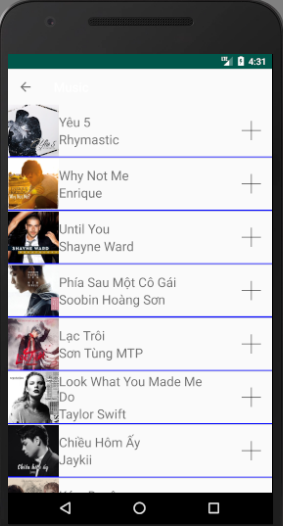 4:31
Yêu 5
Rhymastic
Why Not Me
Enrique
Until You
Shayne Ward
SHAYNE WARD
Phía Sau Một Cô Gái
Soobin Hoàng Sơn
Lạc Trôi
Sơn Tùng MTP
Look What You Made Me
Do
Taylor Swift
Chiều Hôm Ấy
Jaykii